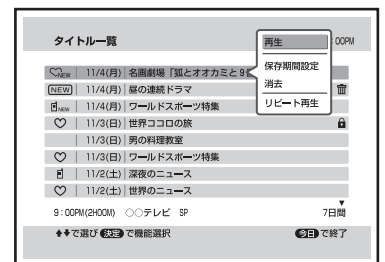 タイトル一覧
:00PM
再生
保存期間設定
消去
リピート再生
NEW 11/4(月) 名画劇場「狐とオオカミと9
NEW 11/4(月) 昼の連続ドラマ
NEW 11/4(月) ワールドスポーツ特集
11/3(日) 世界ココロの旅
11/3(日) 男の料理教室
11/3(日) ワールドスポーツ特集
11/2(土) 深夜のニュース
11/2(土) 世界のニュース
9:00PM(2H00M) ○○テレビ SP 7日間
で選び 決定 で機能選択 番組 で終了